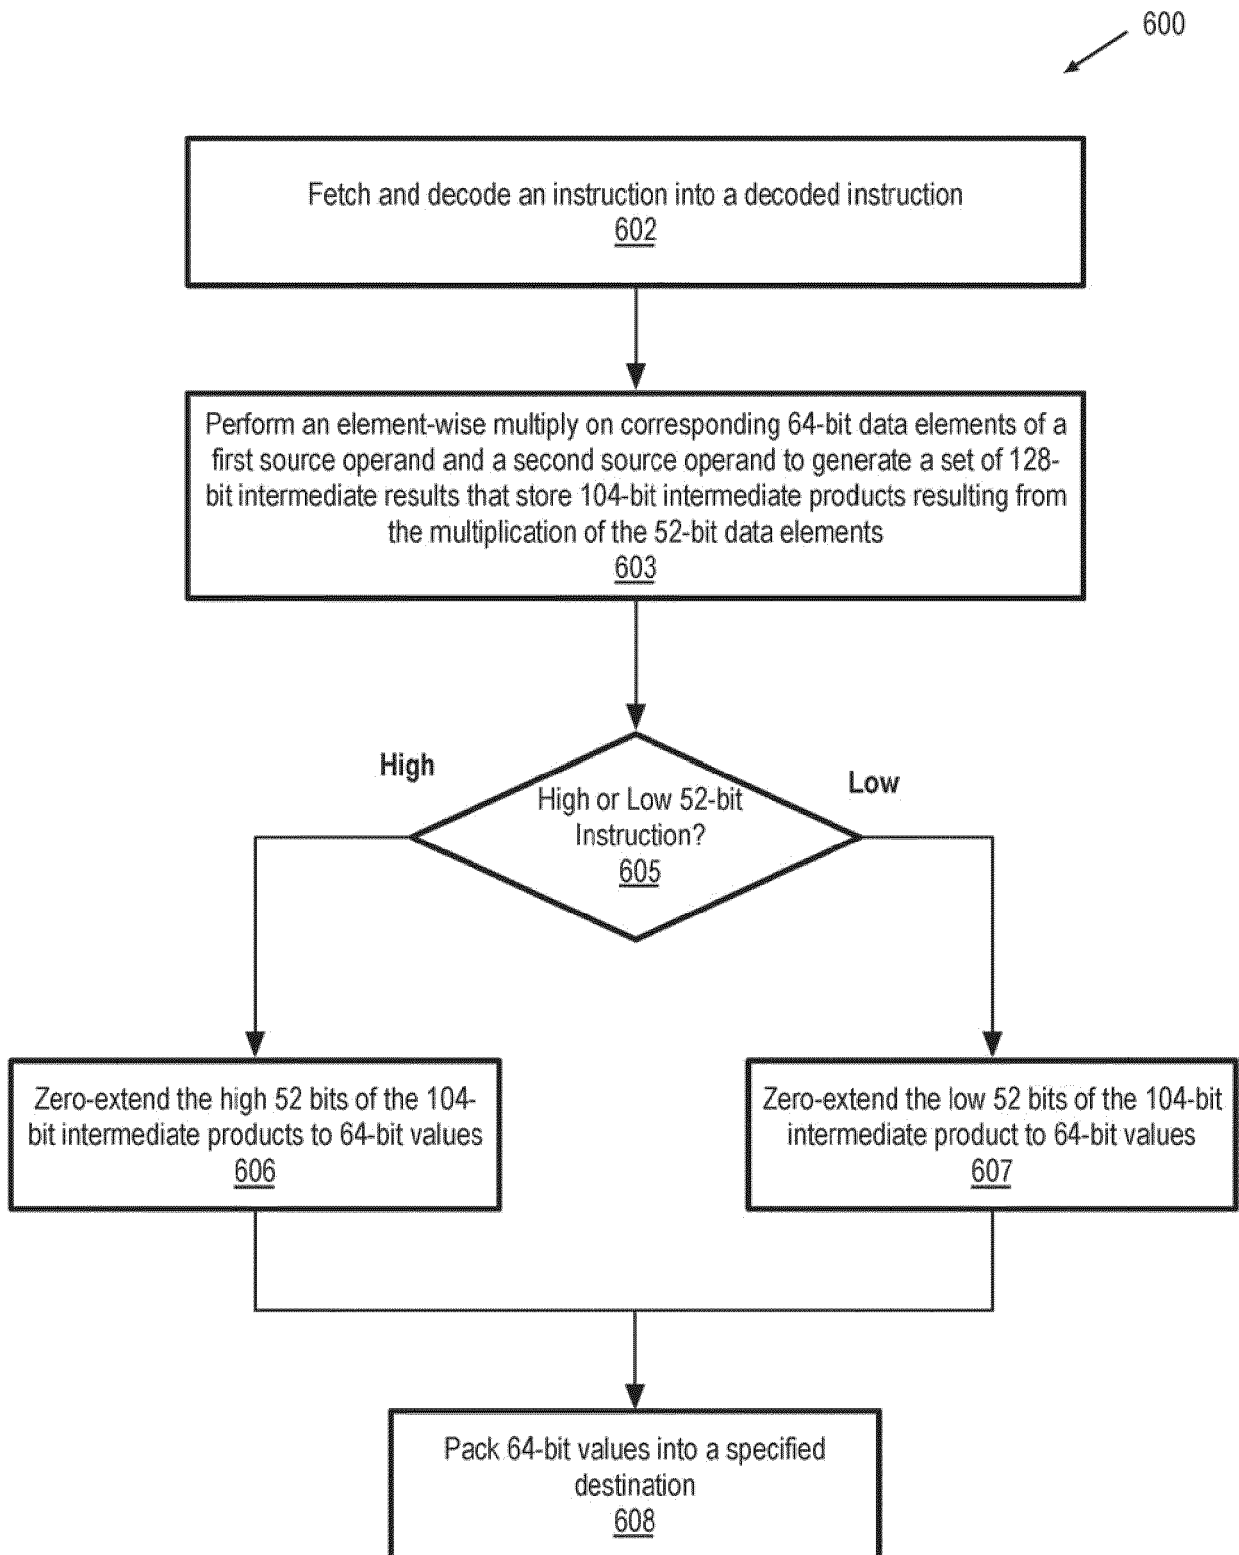 600
Fetch and decode an instruction into a decoded instruction
602
Perform an element-wise multiply on corresponding 64-bit data elements of a
first source operand and a second source operand to generate a set of 128-
bit intermediate results that store 104-bit intermediate products resulting from
the multiplication of the 52-bit data elements
603
High
Low
High or Low 52-bit
Instruction?
605
Zero-extend the high 52 bits of the 104-
bit intermediate products to 64-bit values
606
Zero-extend the low 52 bits of the 104-bit
intermediate product to 64-bit values
607
Pack 64-bit values into a specified
destination
608